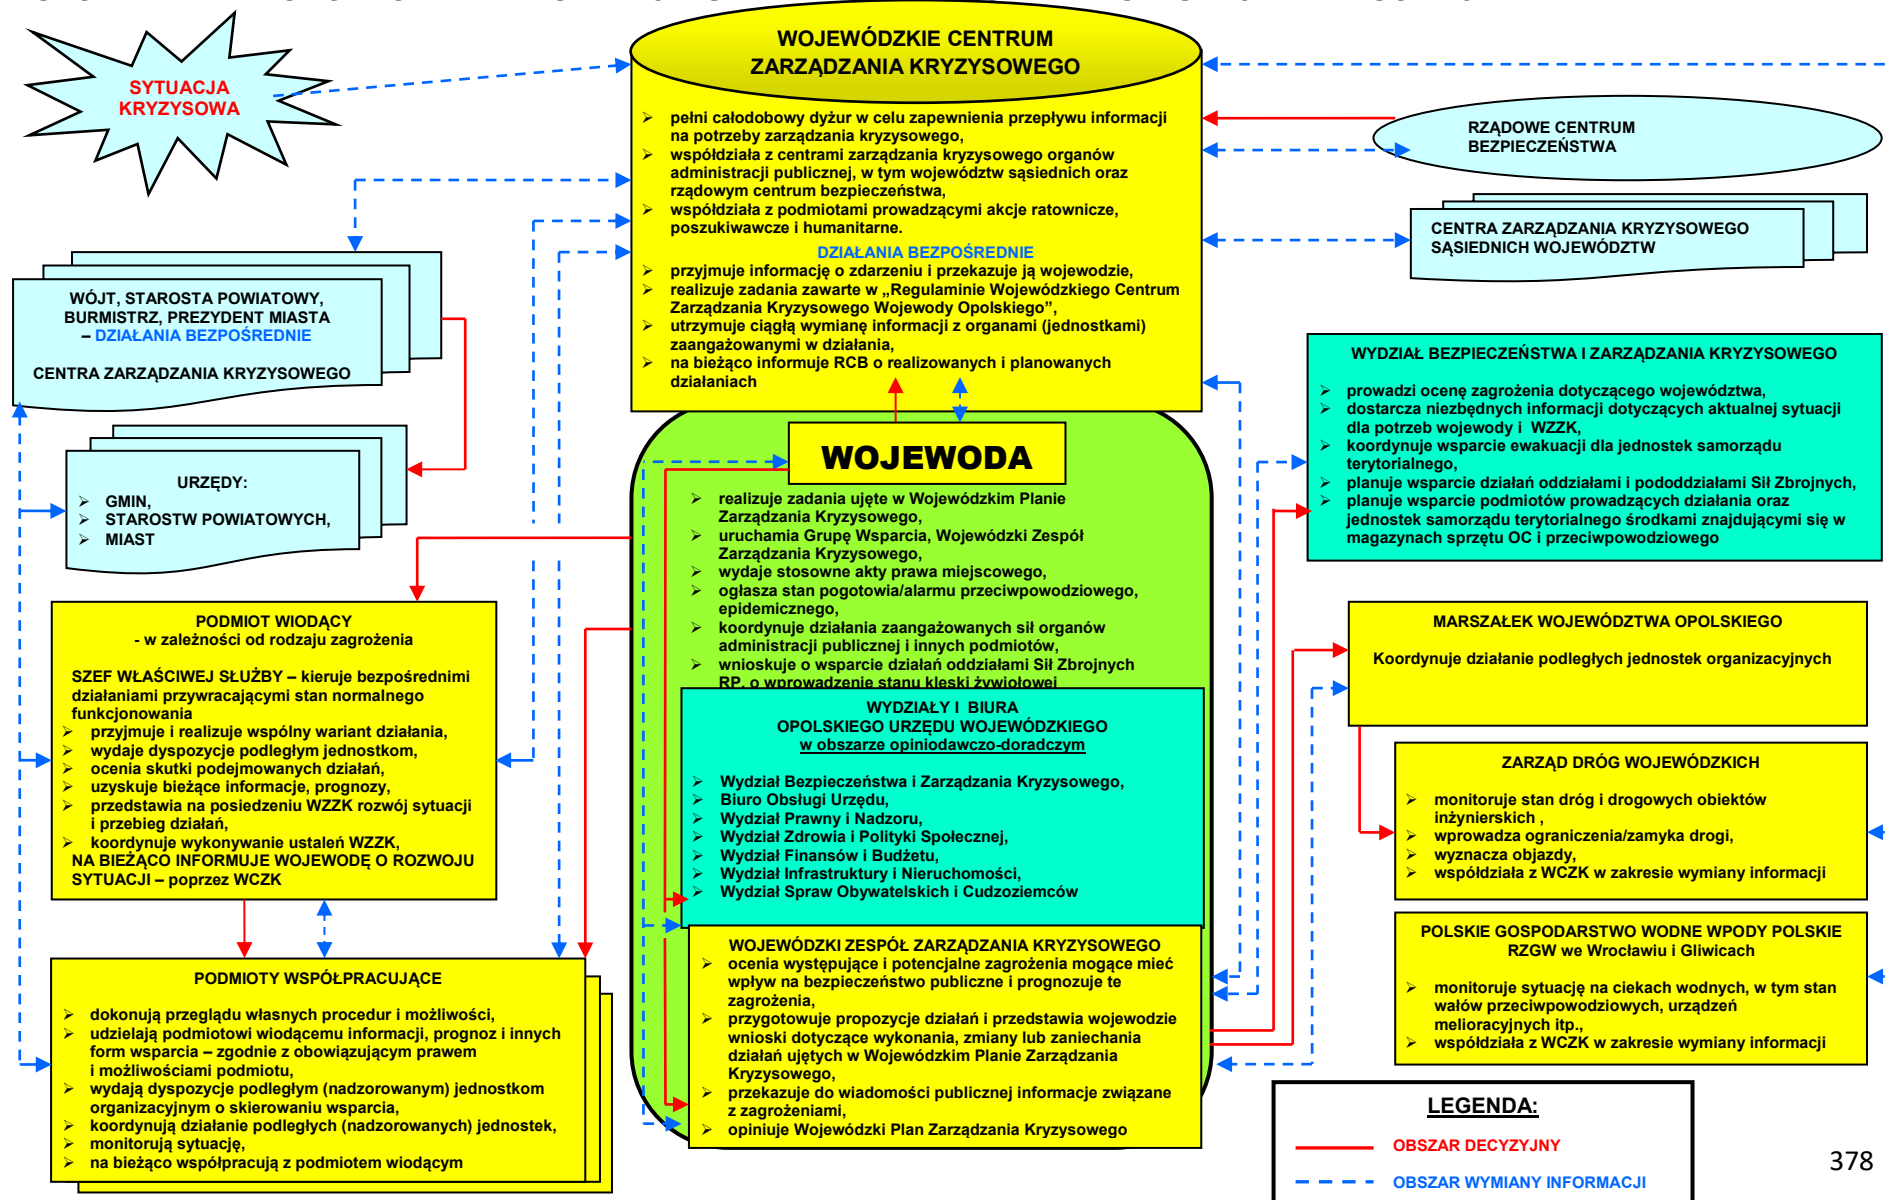 SYTUACJA
KRYZYSOWA
WOJEWÓDZKIE CENTRUM
ZARZĄDZANIA KRYZYSOWEGO
➢ pełni całodobowy dyżur w celu zapewnienia przepływu informacji
na potrzeby zarządzania kryzysowego,
➢ współdziała z centrami zarządzania kryzysowego organów
administracji publicznej, w tym województw sąsiednich oraz
rządowym centrum bezpieczeństwa,
➢ współdziała z podmiotami prowadzącymi akcje ratownicze,
poszukiwawcze i humanitarne.
DZIAŁANIA BEZPOŚREDNIE
➢ przyjmuje informację o zdarzeniu i przekazuje ją wojewodzie,
➢ realizuje zadania zawarte w „Regulaminie Wojewódzkiego Centrum
Zarządzania Kryzysowego Wojewody Opolskiego”,
➢ utrzymuje ciągłą wymianę informacji z organami (jednostkami)
zaangażowanymi w działania,
➢ na bieżąco informuje RCB o realizowanych i planowanych
działaniach
RZĄDOWE CENTRUM
BEZPIECZEŃSTWA
CENTRA ZARZĄDZANIA KRYZYSOWEGO
SĄSIEDNICH WOJEWÓDZTW
WÓJT, STAROSTA POWIATOWY,
BURMISTRZ, PREZYDENT MIASTA
– DZIAŁANIA BEZPOŚREDNIE
CENTRA ZARZĄDZANIA KRYZYSOWEGO
URZĘDY:
➢ GMIN,
➢ STAROSTW POWIATOWYCH,
➢ MIAST
WYDZIAŁ BEZPIECZEŃSTWA I ZARZĄDZANIA KRYZYSOWEGO
➢ prowadzi ocenę zagrożenia dotyczącego województwa,
➢ dostarcza niezbędnych informacji dotyczących aktualnej sytuacji
dla potrzeb wojewody i WZZK,
➢ koordynuje wsparcie ewakuacji dla jednostek samorządu
terytorialnego,
➢ planuje wsparcie działań oddziałami i pododdziałami Sił Zbrojnych,
➢ planuje wsparcie podmiotów prowadzących działania oraz
jednostek samorządu terytorialnego środkami znajdującymi się w
magazynach sprzętu OC i przeciwpowodziowego
WOJEWODA
➢ realizuje zadania ujęte w Wojewódzkim Planie
Zarządzania Kryzysowego,
➢ uruchamia Grupę Wsparcia, Wojewódzki Zespół
Zarządzania Kryzysowego,
➢ wydaje stosowne akty prawa miejscowego,
➢ ogłasza stan pogotowia/alarmu przeciwpowodziowego,
epidemicznego,
➢ koordynuje działania zaangażowanych sił organów
administracji publicznej i innych podmiotów,
➢ wnioskuje o wsparcie działań oddziałami Sił Zbrojnych
RP, o wprowadzenie stanu klęski żywiołowej
PODMIOT WIODĄCY
- w zależności od rodzaju zagrożenia
SZEF WŁAŚCIWEJ SŁUŻBY – kieruje bezpośrednimi
działaniami przywracającymi stan normalnego
funkcjonowania
➢ przyjmuje i realizuje wspólny wariant działania,
➢ wydaje dyspozycje podległym jednostkom,
➢ ocenia skutki podejmowanych działań,
➢ uzyskuje bieżące informacje, prognozy,
➢ przedstawia na posiedzeniu WZZK rozwój sytuacji
i przebieg działań,
➢ koordynuje wykonywanie ustaleń WZZK,
NA BIEŻĄCO INFORMUJE WOJEWODĘ O ROZWOJU
SYTUACJI – poprzez WCZK
WYDZIAŁY I BIURA
OPOLSKIEGO URZĘDU WOJEWÓDZKIEGO
w obszarze opiniodawczo-doradczym
➢ Wydział Bezpieczeństwa i Zarządzania Kryzysowego,
➢ Biuro Obsługi Urzędu,
➢ Wydział Prawny i Nadzoru,
➢ Wydział Zdrowia i Polityki Społecznej,
➢ Wydział Finansów i Budżetu,
➢ Wydział Infrastruktury i Nieruchomości,
➢ Wydział Spraw Obywatelskich i Cudzoziemców
MARSZAŁEK WOJEWÓDZTWA OPOLSKIEGO
Koordynuje działanie podległych jednostek organizacyjnych
ZARZĄD DRÓG WOJEWÓDZKICH
➢ monitoruje stan dróg i drogowych obiektów
inżynierskich ,
➢ wprowadza ograniczenia/zamyka drogi,
➢ wyznacza objazdy,
➢ współdziała z WCZK w zakresie wymiany informacji
POLSKIE GOSPODARSTWO WODNE WPODY POLSKIE
RZGW we Wrocławiu i Gliwicach
➢ monitoruje sytuację na ciekach wodnych, w tym stan
wałów przeciwpowodziowych, urządzeń
melioracyjnych itp.,
➢ współdziała z WCZK w zakresie wymiany informacji
PODMIOTY WSPÓŁPRACUJĄCE
➢ dokonują przeglądu własnych procedur i możliwości,
➢ udzielają podmiotowi wiodącemu informacji, prognoz i innych
form wsparcia – zgodnie z obowiązującym prawem
i możliwościami podmiotu,
➢ wydają dyspozycje podległym (nadzorowanym) jednostkom
organizacyjnym o skierowaniu wsparcia,
➢ koordynują działanie podległych (nadzorowanych) jednostek,
➢ monitorują sytuację,
➢ na bieżąco współpracują z podmiotem wiodącym
WOJEWÓDZKI ZESPÓŁ ZARZĄDZANIA KRYZYSOWEGO
➢ ocenia występujące i potencjalne zagrożenia mogące mieć
wpływ na bezpieczeństwo publiczne i prognozuje te
zagrożenia,
➢ przygotowuje propozycje działań i przedstawia wojewodzie
wnioski dotyczące wykonania, zmiany lub zaniechania
działań ujętych w Wojewódzkim Planie Zarządzania
Kryzysowego,
➢ przekazuje do wiadomości publicznej informacje związane
z zagrożeniami,
➢ opiniuje Wojewódzki Plan Zarządzania Kryzysowego
LEGENDA:
OBSZAR DECYZYJNY
OBSZAR WYMIANY INFORMACJI
378